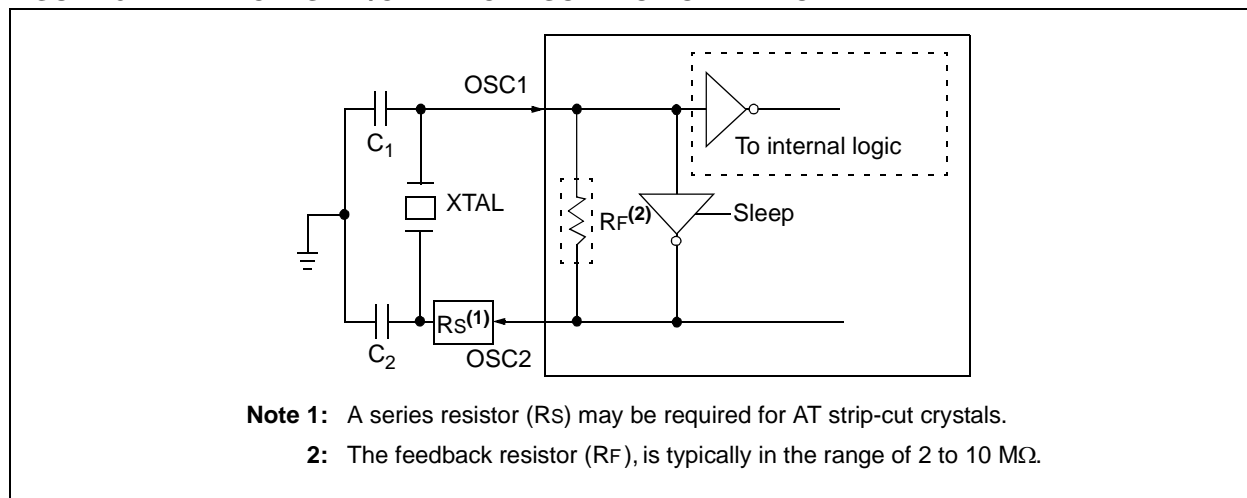 OSC1
C1
To internal logic
XTAL
RF(2)
Sleep
RS(1)
C2
OSC2
Note 1: A series resistor (RS) may be required for AT strip-cut crystals.
2: The feedback resistor (RF), is typically in the range of 2 to 10 MΩ.